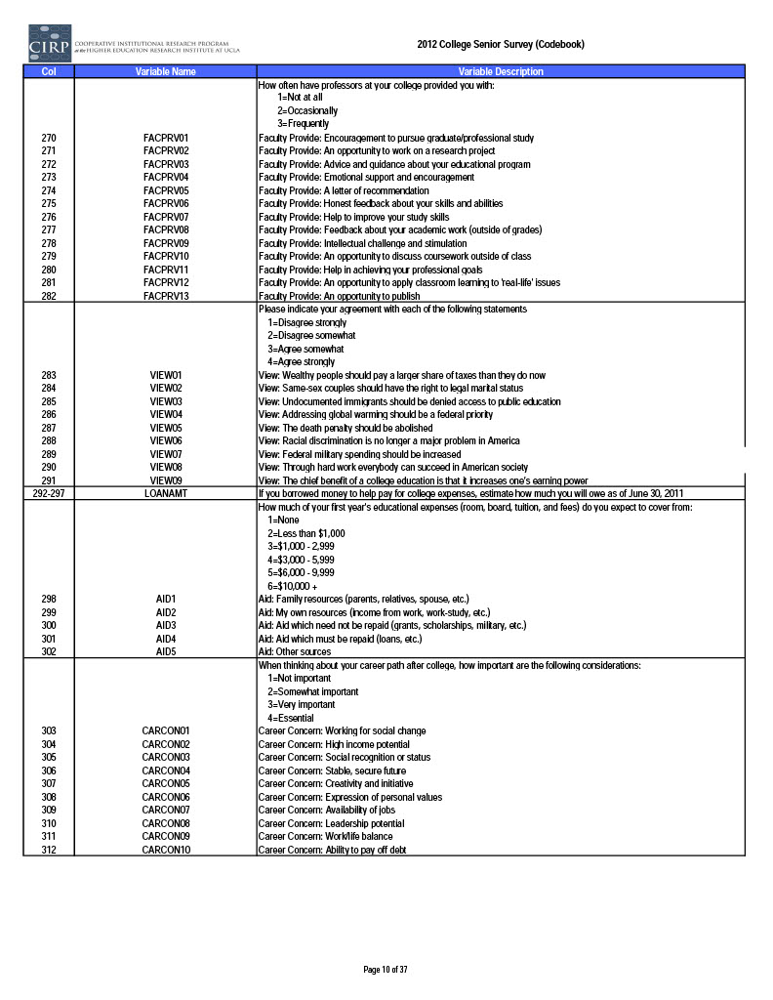 CIRP COOPERATIVE INSTITUTIONAL RESEARCH PROGRAM
at the HIGHER EDUCATION RESEARCH INSTITUTE AT UCLA
2012 College Senior Survey (Codebook)
Col Variable Name Variable Description
How often have professors at your college provided you with:
1=Not at all
2=Occasionally
3=Frequently
270 FACPRV01 Faculty Provide: Encouragement to pursue graduate/professional study
271 FACPRV02 Faculty Provide: An opportunity to work on a research project
272 FACPRV03 Faculty Provide: Advice and guidance about your educational program
273 FACPRV04 Faculty Provide: Emotional support and encouragement
274 FACPRV05 Faculty Provide: A letter of recommendation
275 FACPRV06 Faculty Provide: Honest feedback about your skills and abilities
276 FACPRV07 Faculty Provide: Help to improve your study skills
277 FACPRV08 Faculty Provide: Feedback about your academic work (outside of grades)
278 FACPRV09 Faculty Provide: Intellectual challenge and stimulation
279 FACPRV10 Faculty Provide: An opportunity to discuss coursework outside of class
280 FACPRV11 Faculty Provide: Help in achieving your professional goals
281 FACPRV12 Faculty Provide: An opportunity to apply classroom learning to 'real-life' issues
282 FACPRV13 Faculty Provide: An opportunity to publish
Please indicate your agreement with each of the following statements
1=Disagree strongly
2=Disagree somewhat
3=Agree somewhat
4=Agree strongly
283 VIEW01 View: Wealthy people should pay a larger share of taxes than they do now
284 VIEW02 View: Same-sex couples should have the right to legal marital status
285 VIEW03 View: Undocumented immigrants should be denied access to public education
286 VIEW04 View: Addressing global warming should be a federal priority
287 VIEW05 View: The death penalty should be abolished
288 VIEW06 View: Racial discrimination is no longer a major problem in America
289 VIEW07 View: Federal military spending should be increased
290 VIEW08 View: Through hard work everybody can succeed in American society
291 VIEW09 View: The chief benefit of a college education is that it increases one's earning power
292-297 LOANAMT If you borrowed money to help pay for college expenses, estimate how much you will owe as of June 30, 2011
How much of your first year's educational expenses (room, board, tuition, and fees) do you expect to cover from:
1=None
2=Less than $1,000
3=$1,000 - 2,999
4=$3,000 - 5,999
5=$6,000 - 9,999
6=$10,000 +
298 AID1 Aid: Family resources (parents, relatives, spouse, etc.)
299 AID2 Aid: My own resources (income from work, work-study, etc.)
300 AID3 Aid: Aid which need not be repaid (grants, scholarships, military, etc.)
301 AID4 Aid: Aid which must be repaid (loans, etc.)
302 AID5 Aid: Other sources
When thinking about your career path after college, how important are the following considerations:
1=Not important
2=Somewhat important
3=Very important
4=Essential
303 CARCON01 Career Concern: Working for social change
304 CARCON02 Career Concern: High income potential
305 CARCON03 Career Concern: Social recognition or status
306 CARCON04 Career Concern: Stable, secure future
307 CARCON05 Career Concern: Creativity and initiative
308 CARCON06 Career Concern: Expression of personal values
309 CARCON07 Career Concern: Availability of jobs
310 CARCON08 Career Concern: Leadership potential
311 CARCON09 Career Concern: Work/life balance
312 CARCON10 Career Concern: Ability to pay off debt
Page 10 of 37